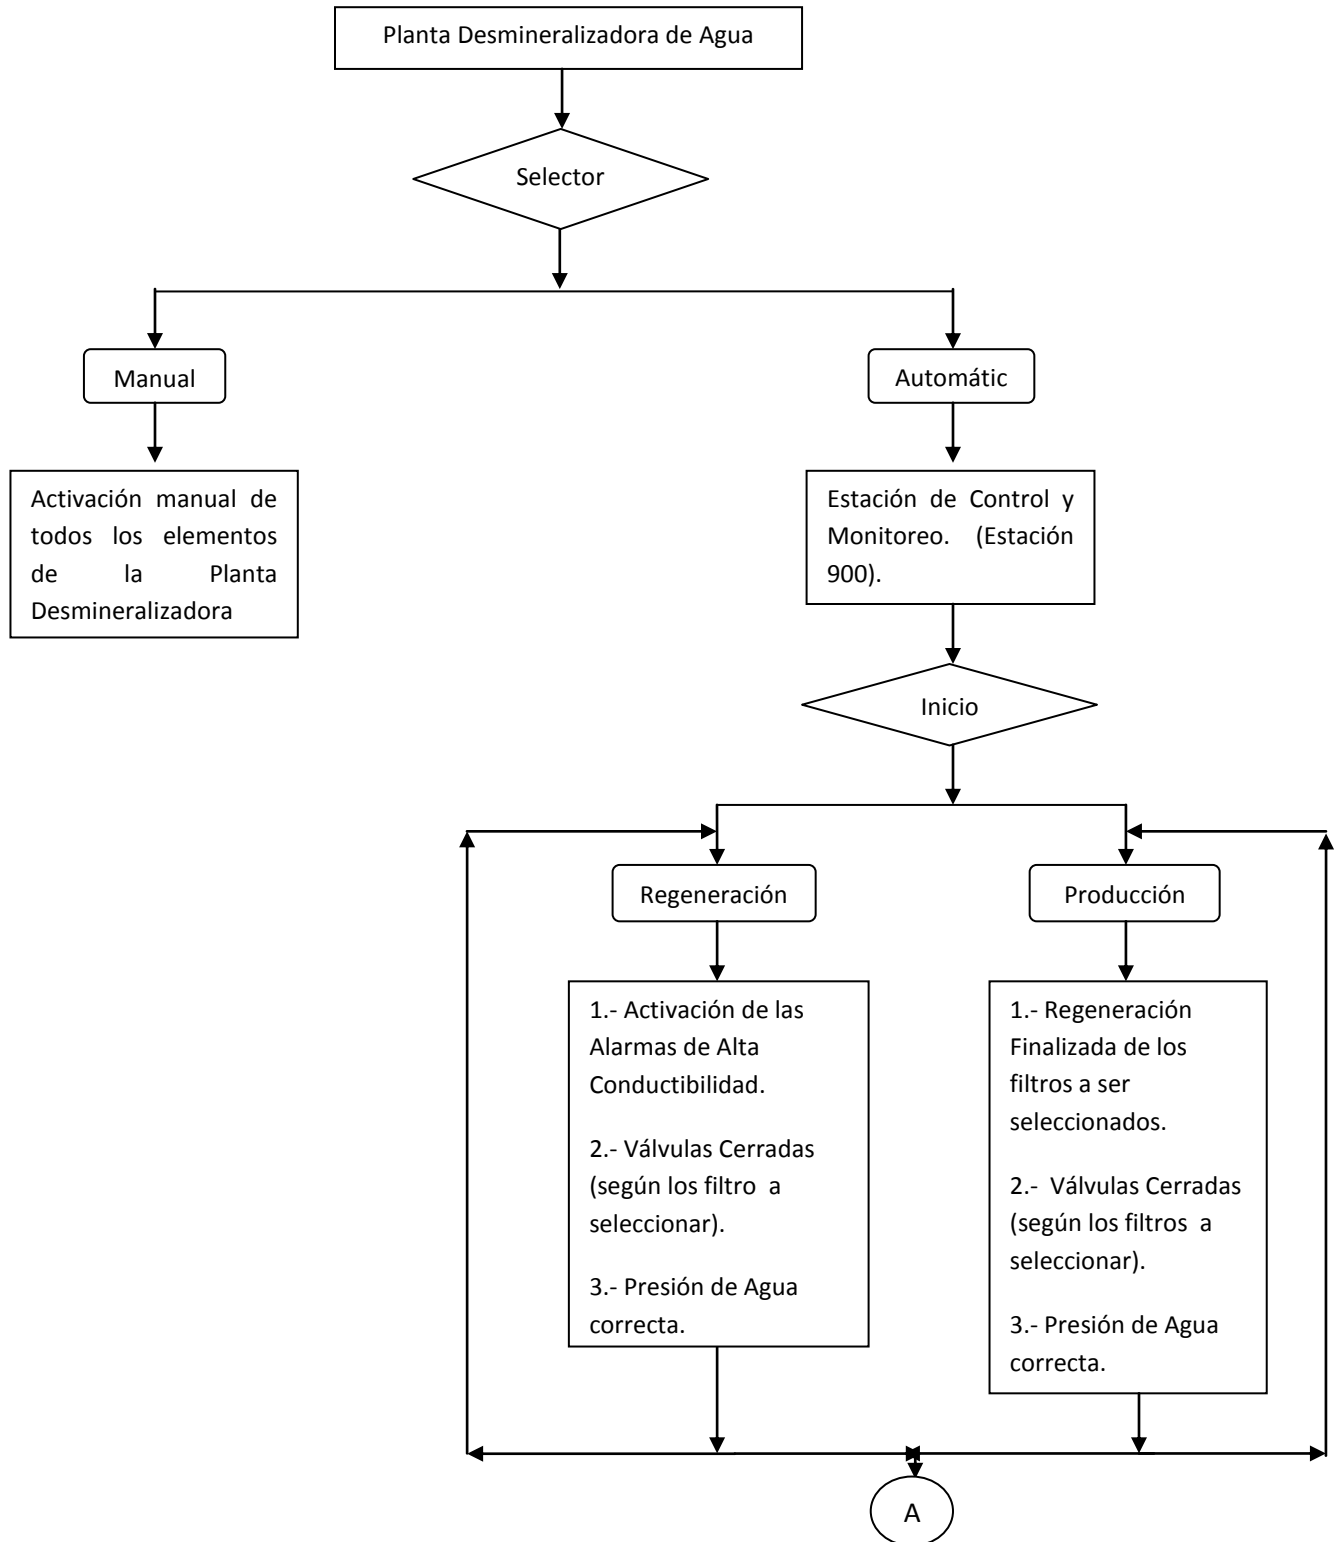 Planta Desmineralizadora de Agua
Selector
Manual
Automátic
Activación manual de
todos los elementos
de la Planta
Desmineralizadora
Estación de Control y
Monitoreo. (Estación
900).
Inicio
Regeneración
Producción
1.- Activación de las
Alarmas de Alta
Conductibilidad.
2.- Válvulas Cerradas
(según los filtro a
seleccionar).
3.- Presión de Agua
correcta.
1.- Regeneración
Finalizada de los
filtros a ser
seleccionados.
2.- Válvulas Cerradas
(según los filtros a
seleccionar).
3.- Presión de Agua
correcta.
A